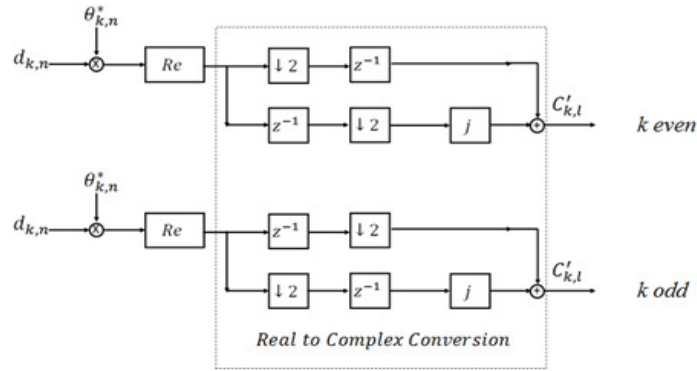 θ*k,n
dk,n × Re ↓ 2 z⁻¹
z⁻¹ ↓ 2 j + C′k,l k even
θ*k,n
dk,n × Re z⁻¹ ↓ 2
↓ 2 z⁻¹ j + C′k,l k odd
Real to Complex Conversion